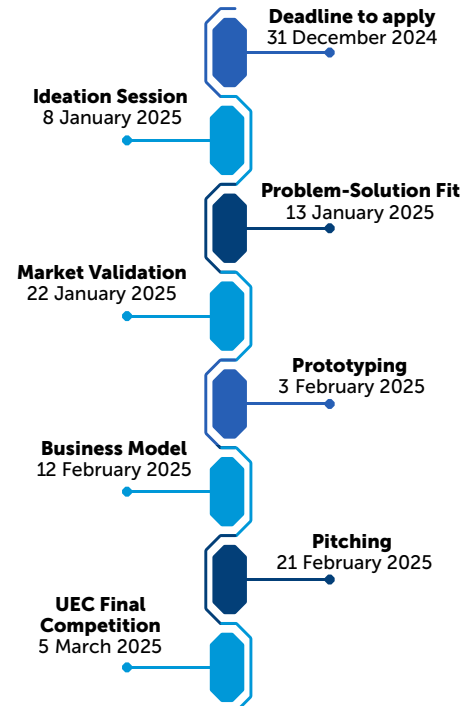 Deadline to apply
31 December 2024
Ideation Session
8 January 2025
Problem-Solution Fit
13 January 2025
Market Validation
22 January 2025
Prototyping
3 February 2025
Business Model
12 February 2025
Pitching
21 February 2025
UEC Final
Competition
5 March 2025